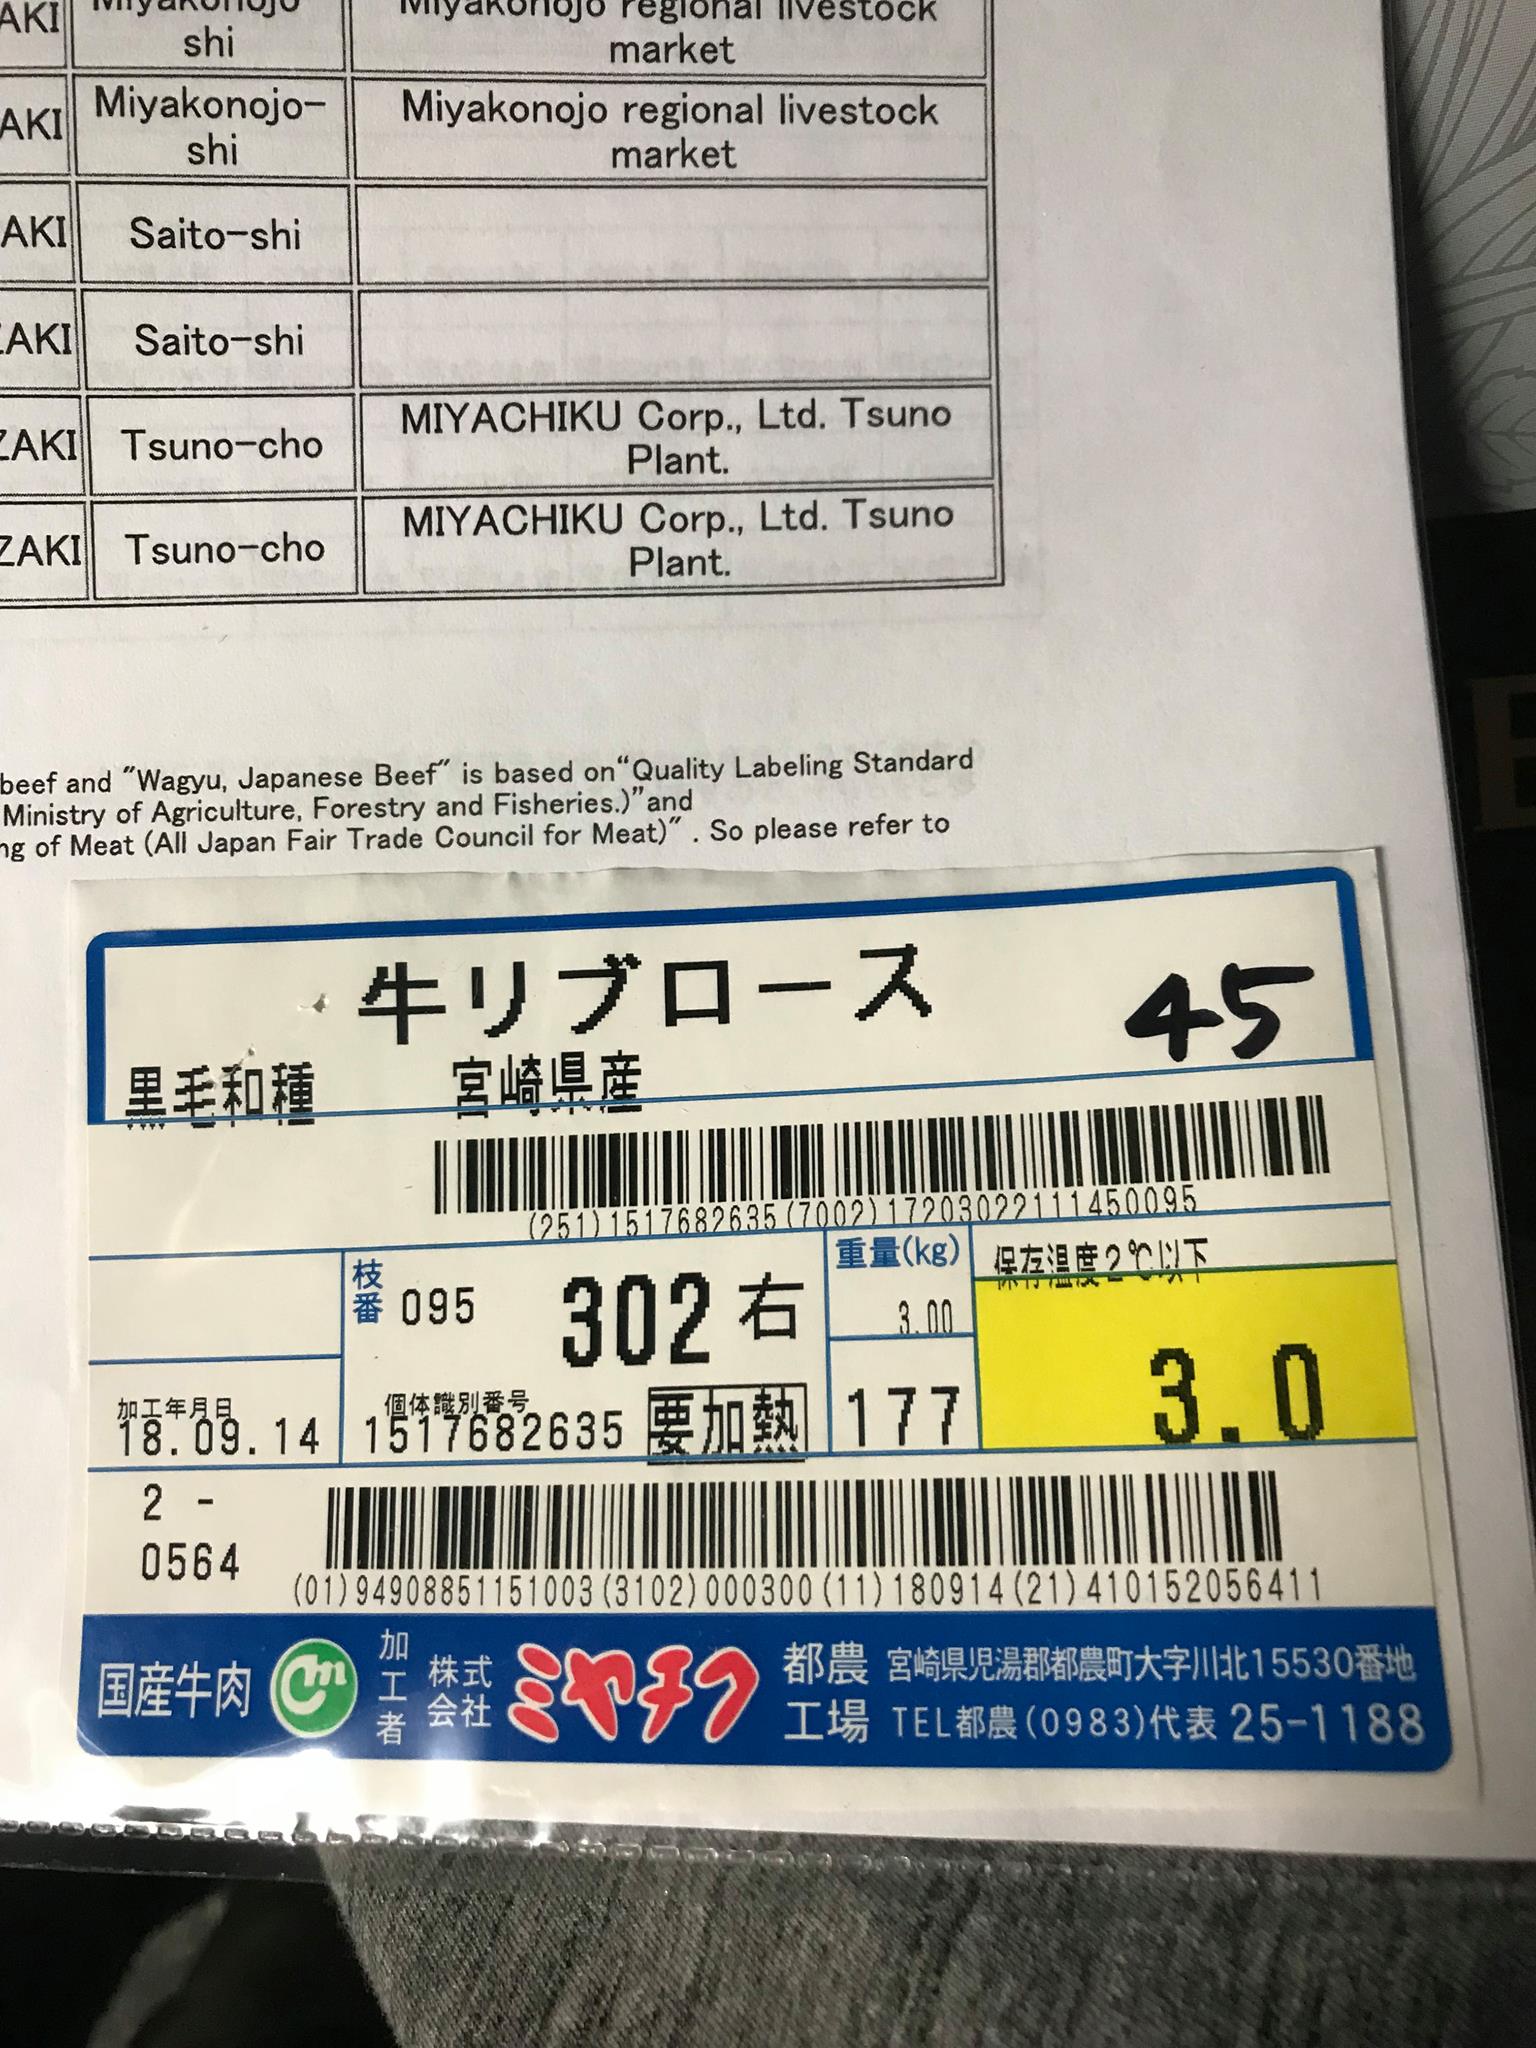 AKI Miyakonojo-shi Miyakonojo regional livestock market
AKI Miyakonojo-shi Miyakonojo regional livestock market
AKI Saito-shi
ZAKI Saito-shi
ZAKI Tsuno-cho MIYACHIKU Corp., Ltd. Tsuno Plant.
ZAKI Tsuno-cho MIYACHIKU Corp., Ltd. Tsuno Plant.
beef and "Wagyu, Japanese Beef" is based on“Quality Labeling Standard
Ministry of Agriculture, Forestry and Fisheries.)”and
ng of Meat (All Japan Fair Trade Council for Meat)” . So please refer to
牛リブロース
45
黒毛和種 宮崎県産
(251)1517682635(7002)17203022111450095
枝番 095 302 右
重量(kg)
3.00
保存温度2℃以下
3.0
加工年月日
18.09.14
個体識別番号
1517682635 要加熱
177
2 -
0564
(01)94908851151003(3102)000300(11)180914(21)410152056411
国産牛肉 Cm 加工者 株式会社 ミヤチク 都農工場 宮崎県児湯郡都農町大字川北15530番地
TEL都農(0983)代表 25-1188